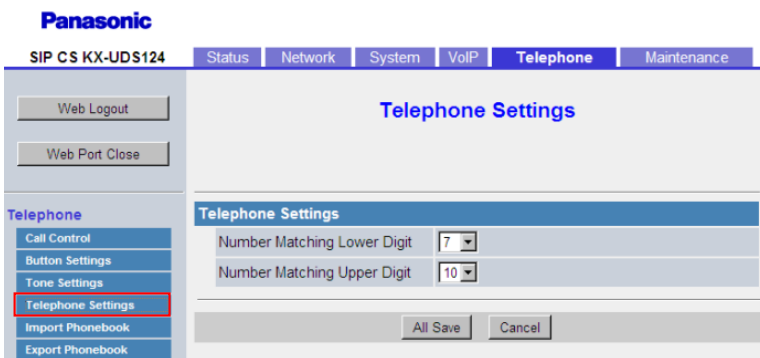 Panasonic
SIP CS KX-UDS124
Status Network System VoIP Telephone Maintenance
Web Logout
Web Port Close
Telephone Settings
Telephone
Call Control
Button Settings
Tone Settings
Telephone Settings
Import Phonebook
Export Phonebook
Telephone Settings
Number Matching Lower Digit 7
Number Matching Upper Digit 10
All Save Cancel